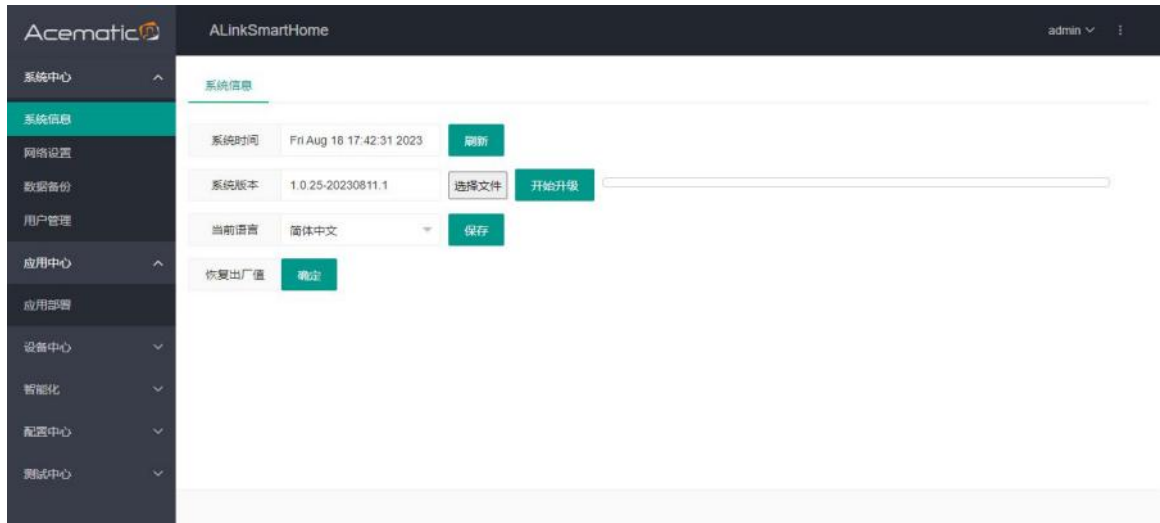 Acematic
ALinkSmartHome
admin
系统中心
系统信息
网络设置
数据备份
用户管理
应用中心
应用部署
设备中心
智能化
配置中心
测试中心
系统信息
系统时间 Fri Aug 18 17:42:31 2023 刷新
系统版本 1.0.25-20230811.1 选择文件 开始升级
当前语言 简体中文 保存
恢复出厂值 确定